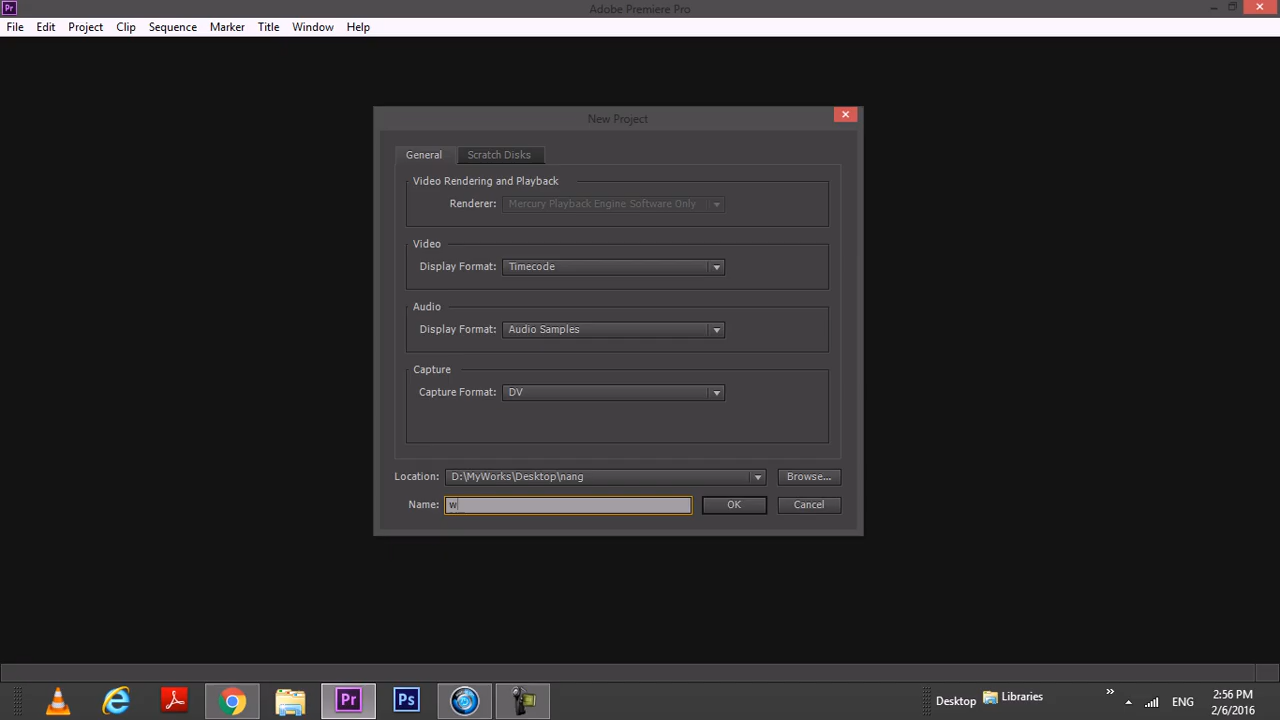 Pr Adobe Premiere Pro
File Edit Project Clip Sequence Marker Title Window Help
New Project
General Scratch Disks
Video Rendering and Playback
Renderer: Mercury Playback Engine Software Only
Video
Display Format: Timecode
Audio
Display Format: Audio Samples
Capture
Capture Format: DV
Location: D:\MyWorks\Desktop\nang Browse...
Name: w OK Cancel
Pr Ps Desktop Libraries ENG 2:56 PM
2/6/2016